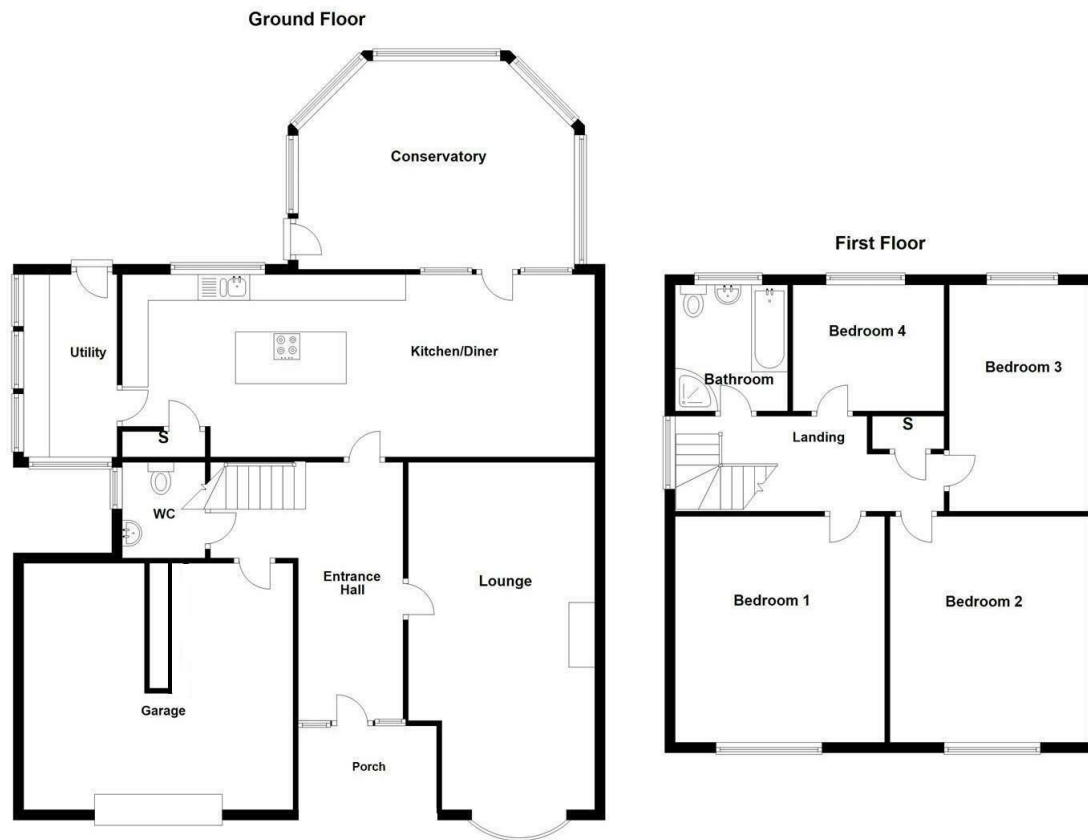 Ground Floor
Conservatory
Utility
Kitchen/Diner
S
WC
Entrance
Hall
Lounge
Garage
Porch
First Floor
Bedroom 4
Bedroom 3
Bathroom
Landing
S
Bedroom 1
Bedroom 2